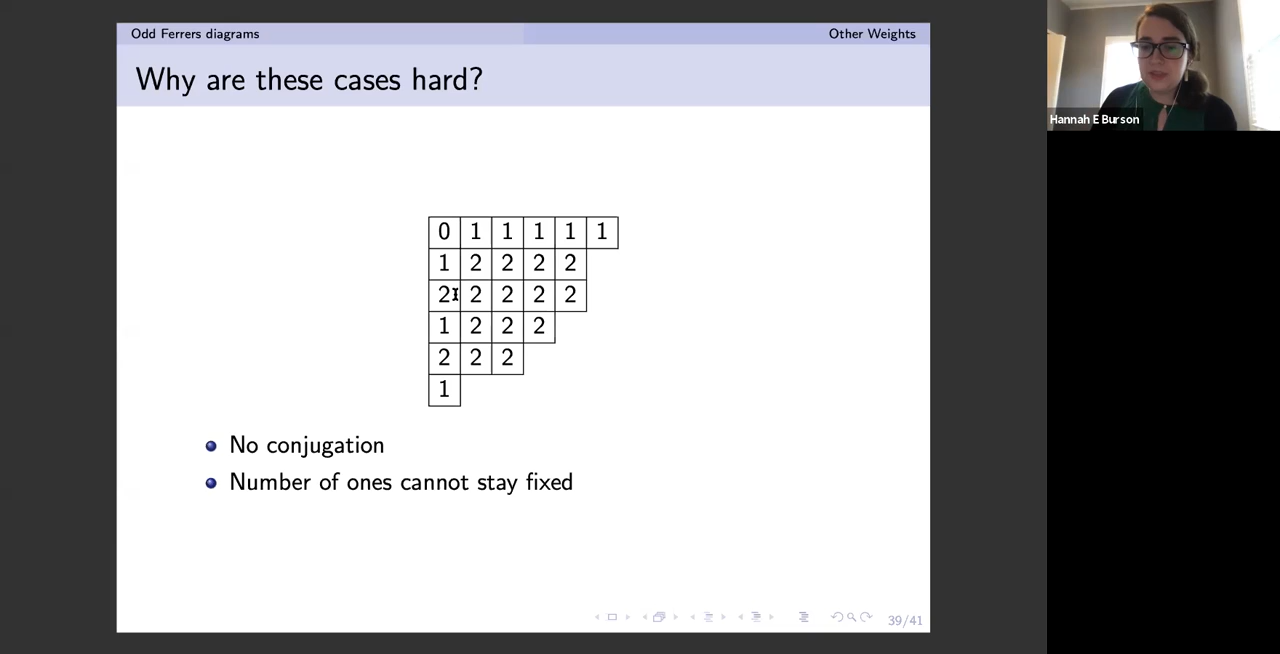 Odd Ferrers diagrams Other Weights
Why are these cases hard?
0 1 1 1 1 1
1 2 2 2 2
2 2 2 2 2
1 2 2 2
2 2 2
1
No conjugation
Number of ones cannot stay fixed
39/41
Hannah E Burson